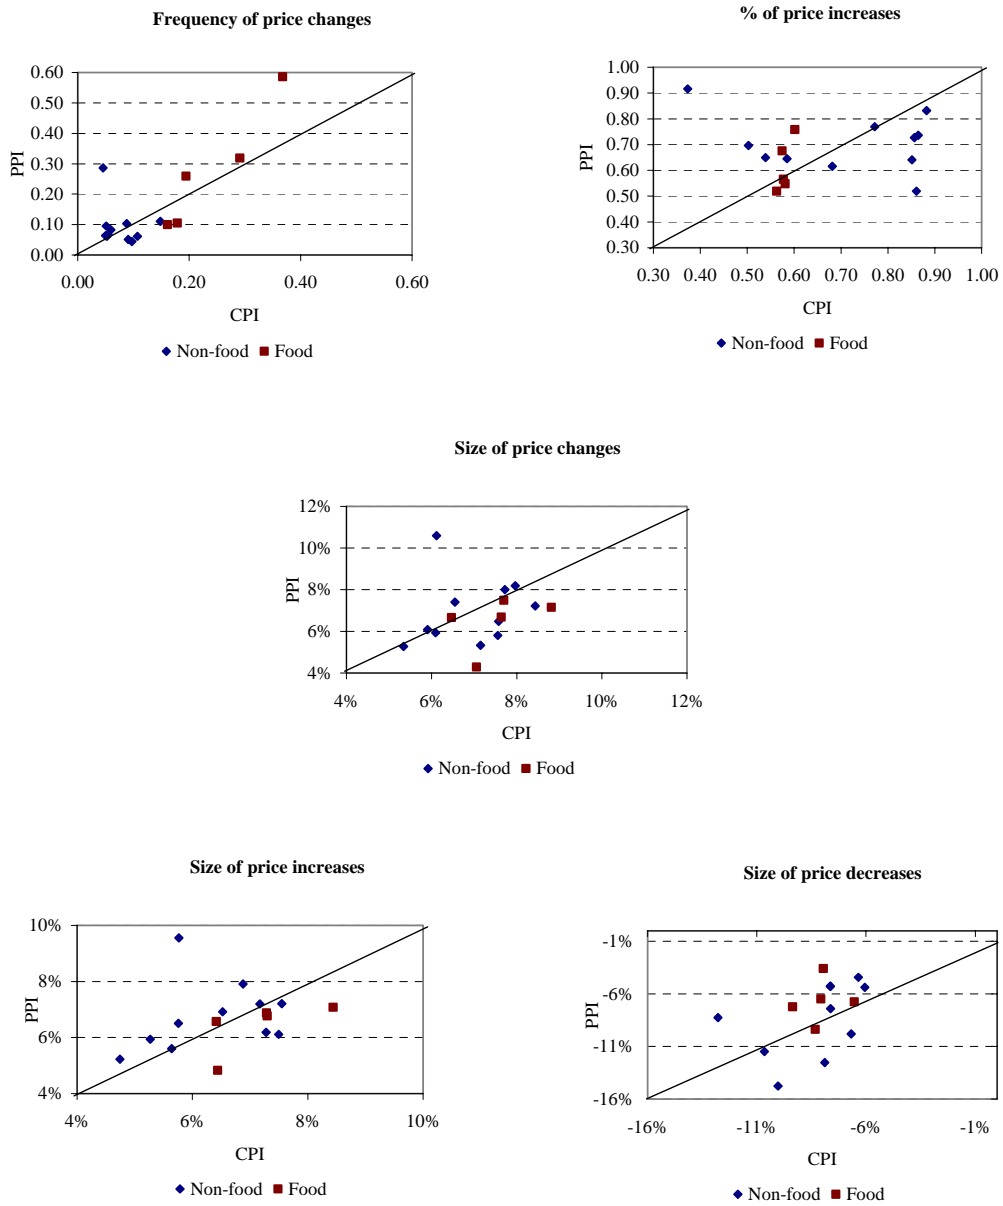 Frequency of price changes
0.60
0.50
0.40
0.30
0.20
0.10
0.00
PPI
0.00 0.20 0.40 0.60
CPI
Non-food Food
% of price increases
1.00
0.90
0.80
0.70
0.60
0.50
0.40
0.30
PPI
0.30 0.40 0.50 0.60 0.70 0.80 0.90 1.00
CPI
Non-food Food
Size of price changes
12%
10%
8%
6%
4%
PPI
4% 6% 8% 10% 12%
CPI
Non-food Food
Size of price increases
10%
8%
6%
4%
PPI
4% 6% 8% 10%
CPI
Non-food Food
Size of price decreases
-1%
-6%
-11%
-16%
PPI
-16% -11% -6% -1%
CPI
Non-food Food